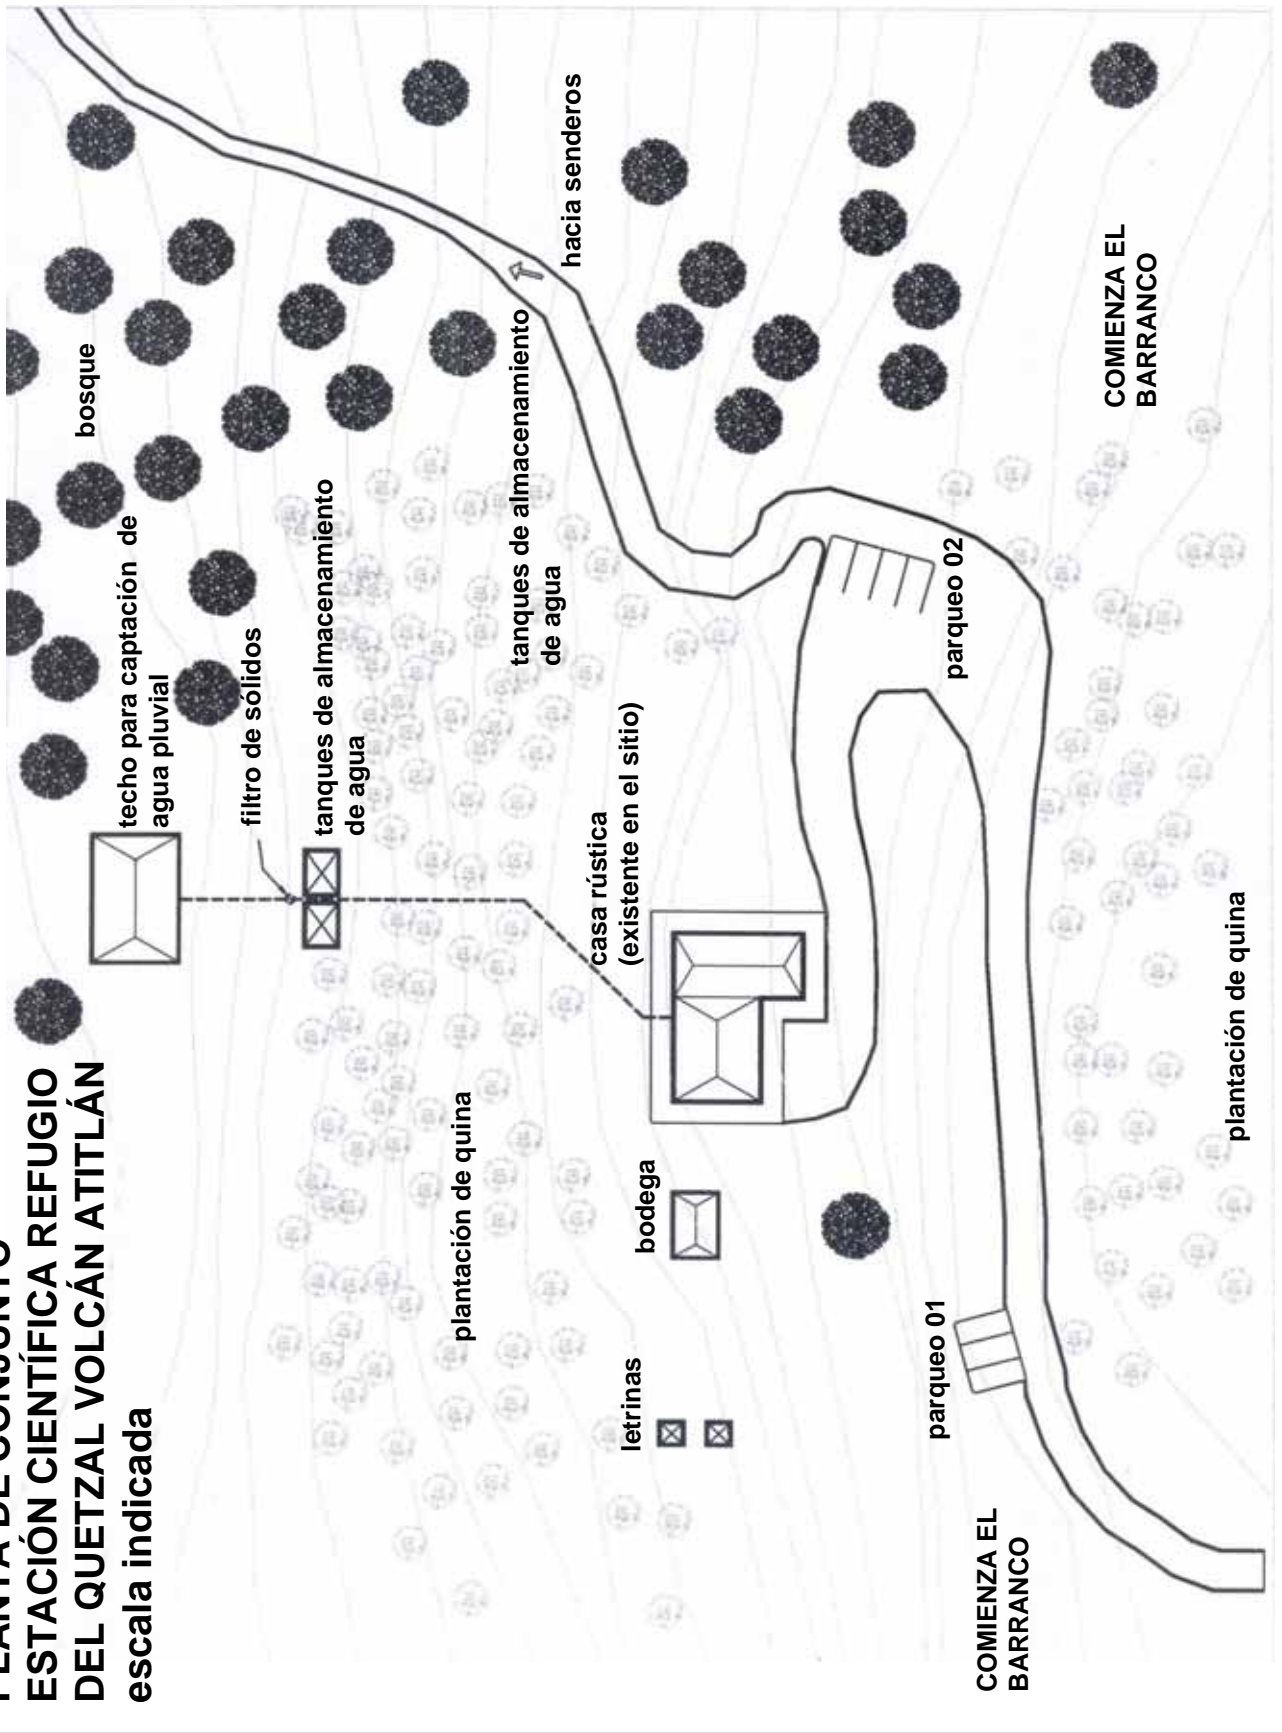 PLANTA DE CONJUNTO
ESTACIÓN CIENTÍFICA REFUGIO
DEL QUETZAL VOLCÁN ATITLÁN
escala indicada
bosque
techo para captación de
agua pluvial
filtro de sólidos
tanques de almacenamiento
de agua
plantación de quina
tanques de almacenamiento
de agua
hacia senderos
casa rústica
(existente en el sitio)
letrinas
bodega
parqueo 01
parqueo 02
COMIENZA EL
BARRANCO
COMIENZA EL
BARRANCO
plantación de quina